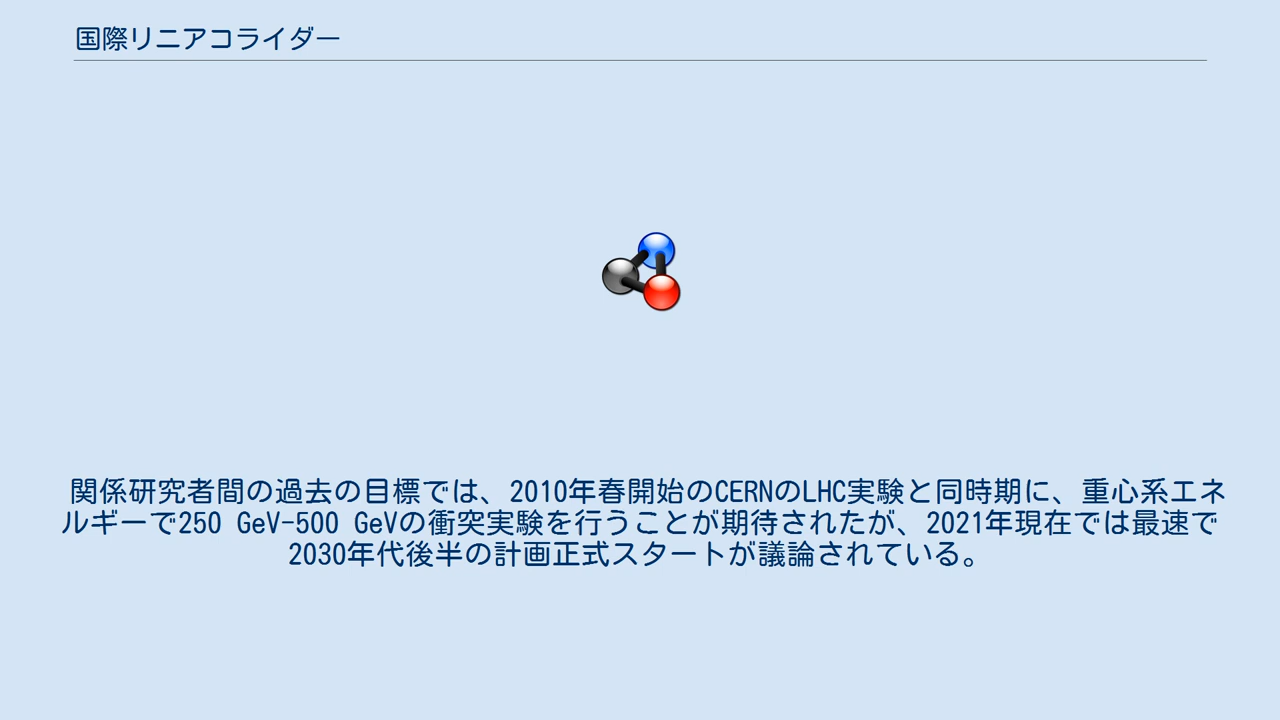 国際リニアコライダー
関係研究者間の過去の目標では、2010年春開始のCERNのLHC実験と同時期に、重心系エネ
ルギーで250 GeV-500 GeVの衝突実験を行うことが期待されたが、2021年現在では最速で
2030年代後半の計画正式スタートが議論されている。